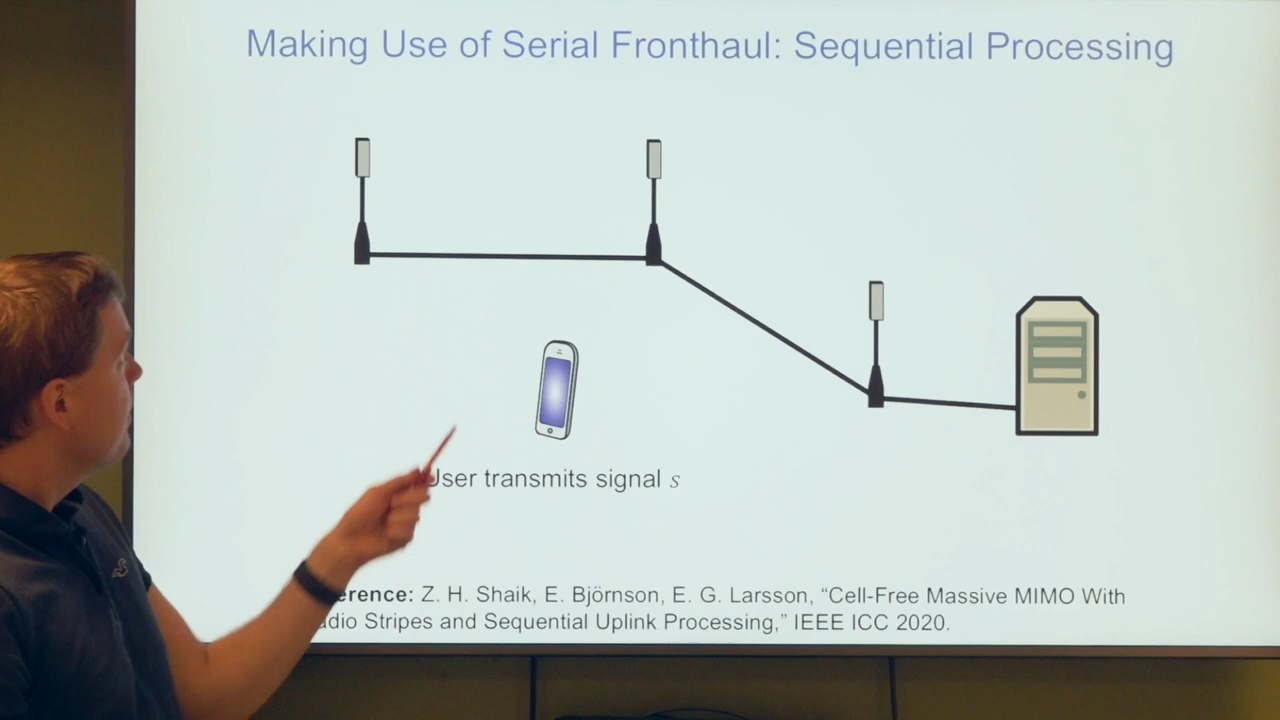 Making Use of Serial Fronthaul: Sequential Processing
User transmits signal s
erence: Z. H. Shaik, E. Björnson, E. G. Larsson, “Cell-Free Massive MIMO With
adio Stripes and Sequential Uplink Processing,” IEEE ICC 2020.